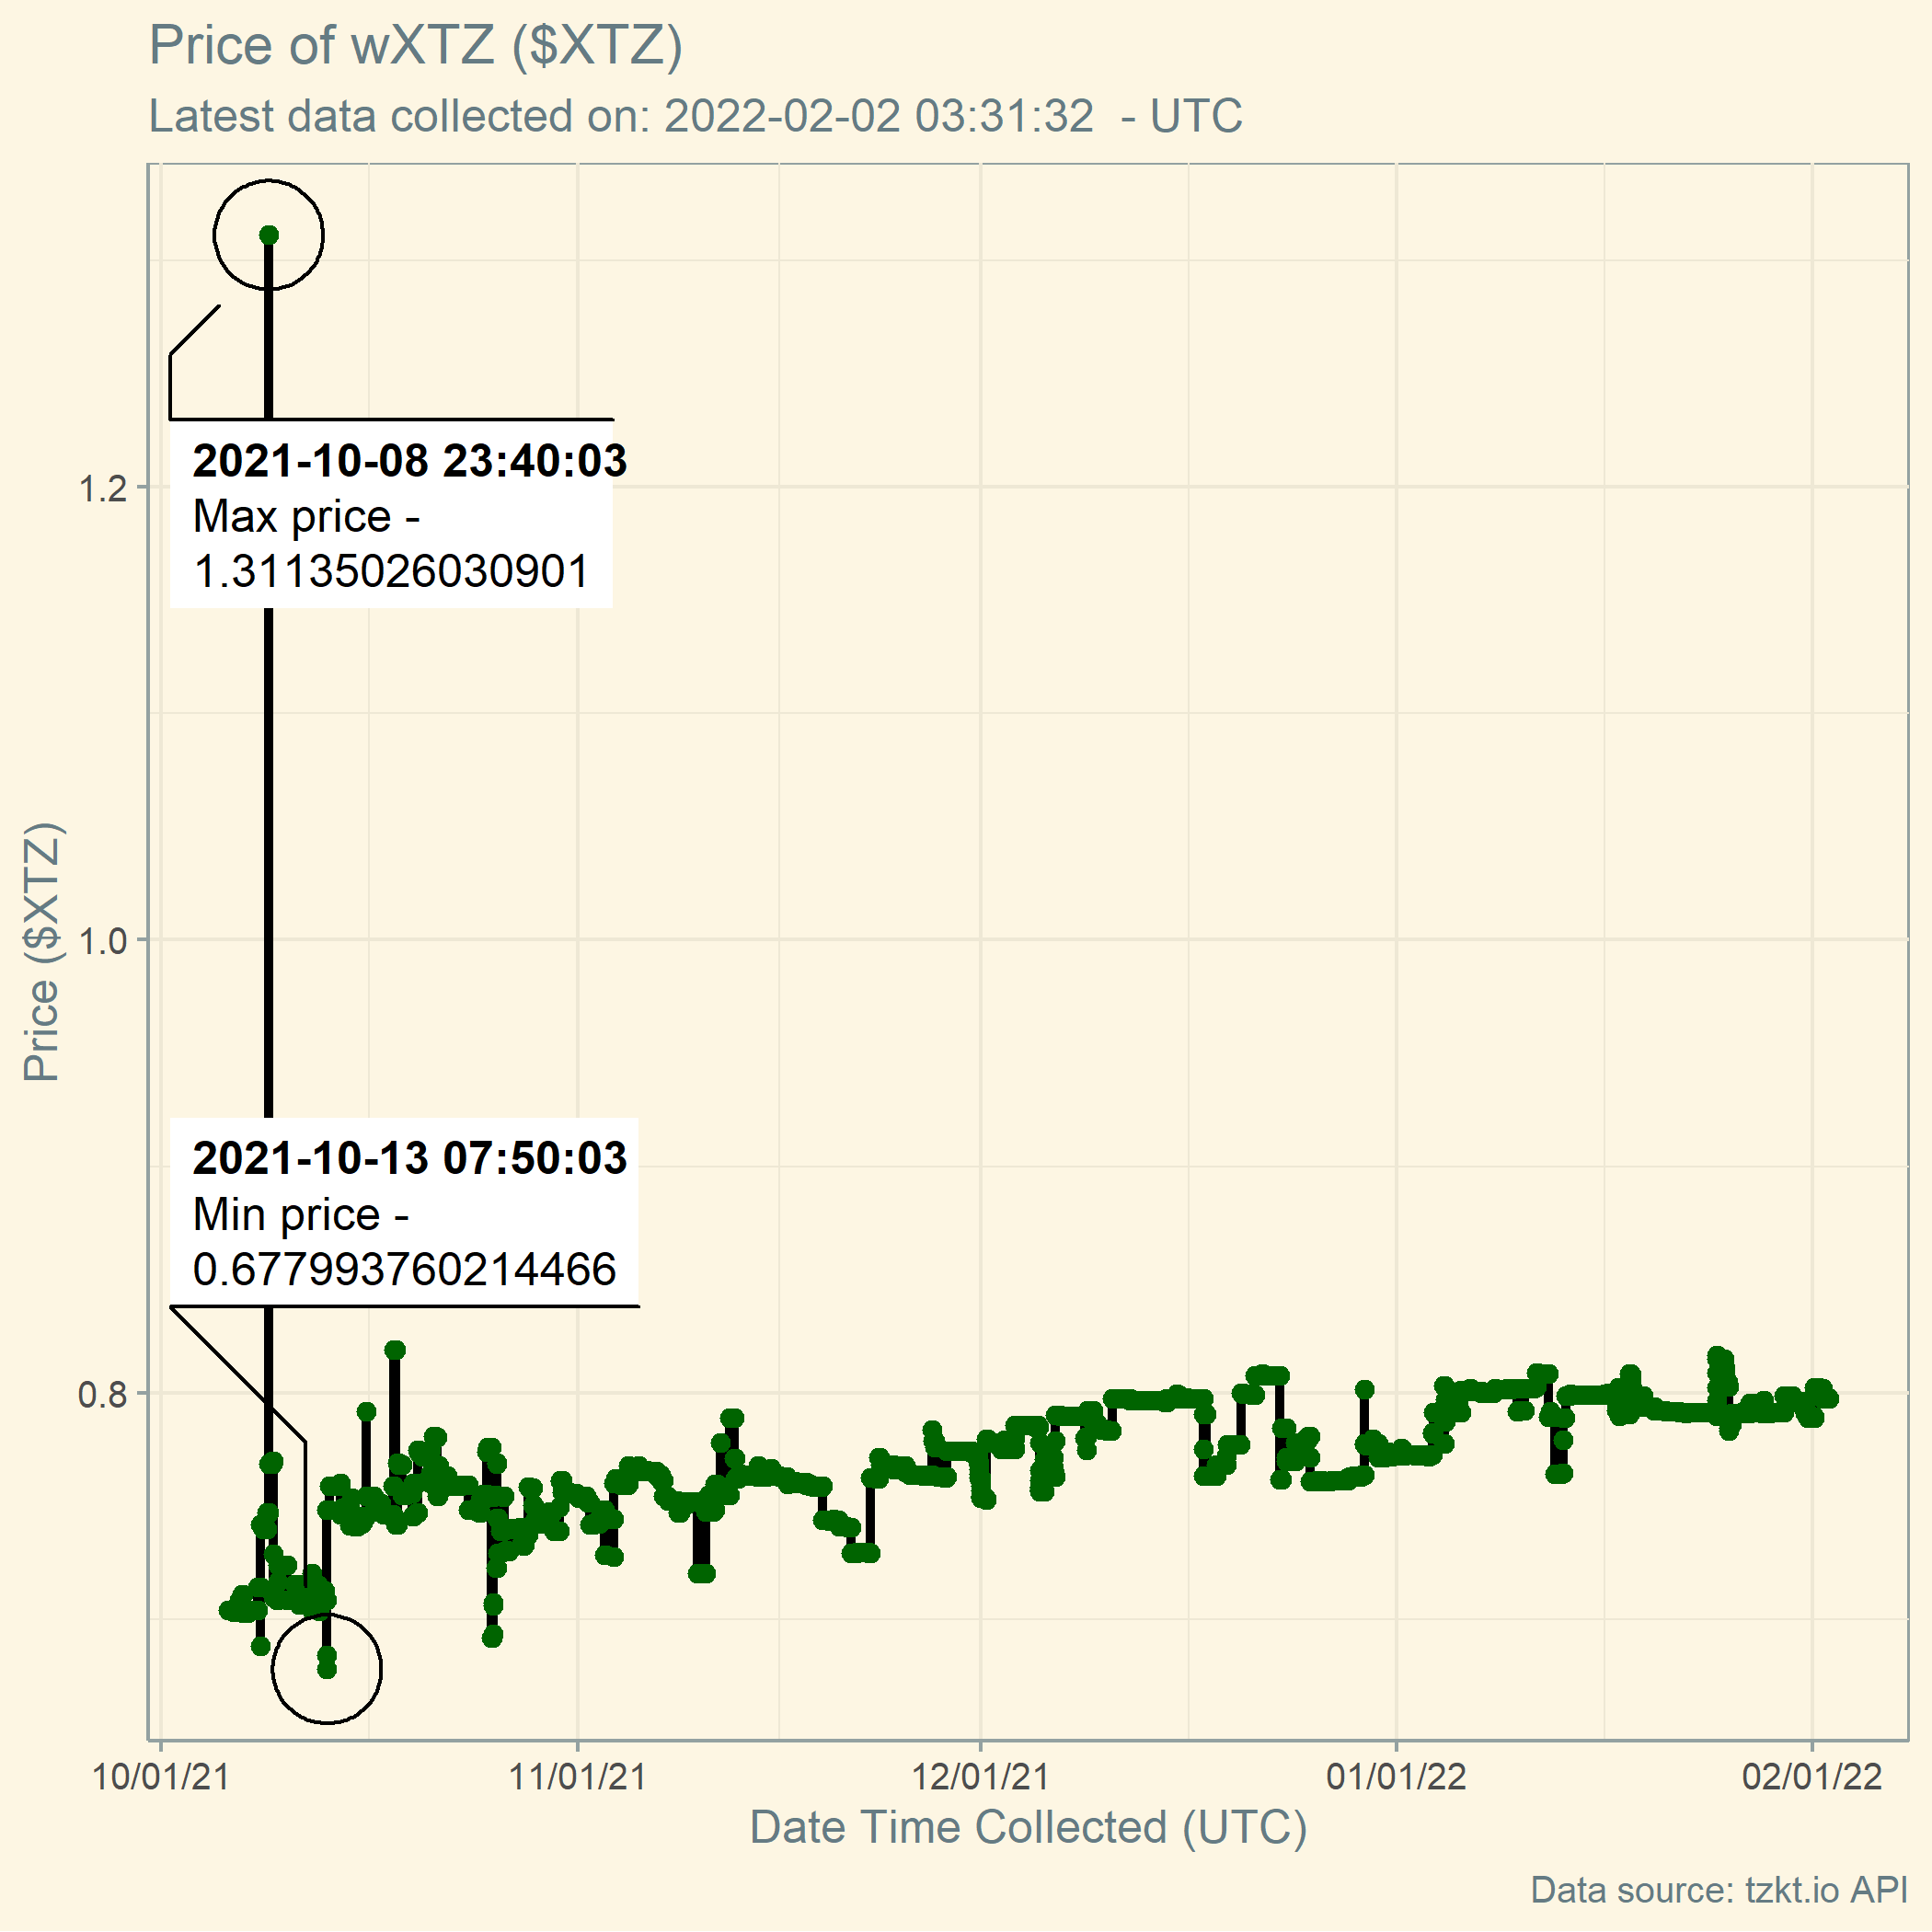 Price of wXTZ ($XTZ)
Latest data collected on: 2022-02-02 03:31:32  - UTC
2021-10-08 23:40:03
Max price -
1.31135026030901
1.2
1.0
Price ($XTZ)
2021-10-13 07:50:03
Min price -
0.677993760214466
0.8
10/01/21
11/01/21
12/01/21
01/01/22
02/01/22
Date Time Collected (UTC)
Data source: tzkt.io API